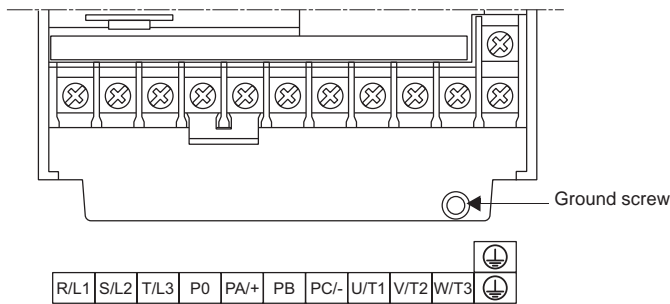 Ground screw
R/L1 S/L2 T/L3 P0 PA/+ PB PC/- U/T1 V/T2 W/T3